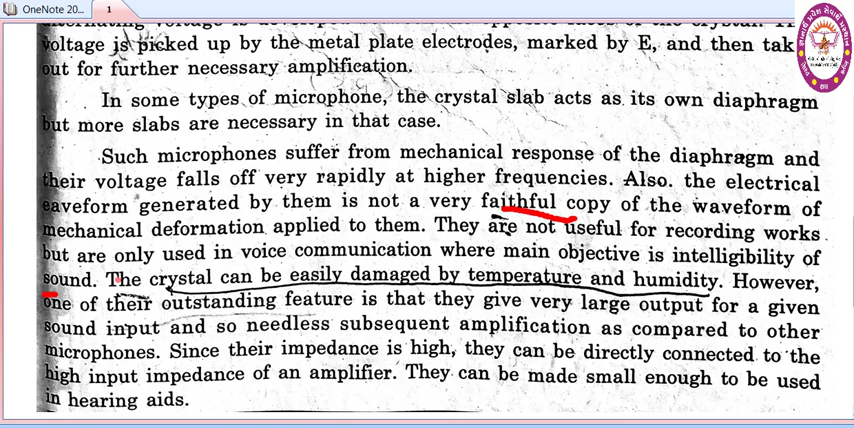 OneNote 20...
1
alternating voltage is developed
of the crystal.
voltage is picked up by the metal plate electrodes, marked by E, and then tak
out for further necessary amplification.
In some types of microphone, the crystal slab acts as its own diaphragm
but more slabs are necessary in that case.
Such microphones suffer from mechanical response of the diaphragm and
their voltage falls off very rapidly at higher frequencies. Also. the electrical
eaveform generated by them is not a very faithful copy of the waveform of
mechanical deformation applied to them. They are not useful for recording works
but are only used in voice communication where main objective is intelligibility of
sound. The crystal can be easily damaged by temperature and humidity. However,
one of their outstanding feature is that they give very large output for a given
sound input and so needless subsequent amplification as compared to other
microphones. Since their impedance is high, they can be directly connected to the
high input impedance of an amplifier. They can be made small enough to be used
in hearing aids.